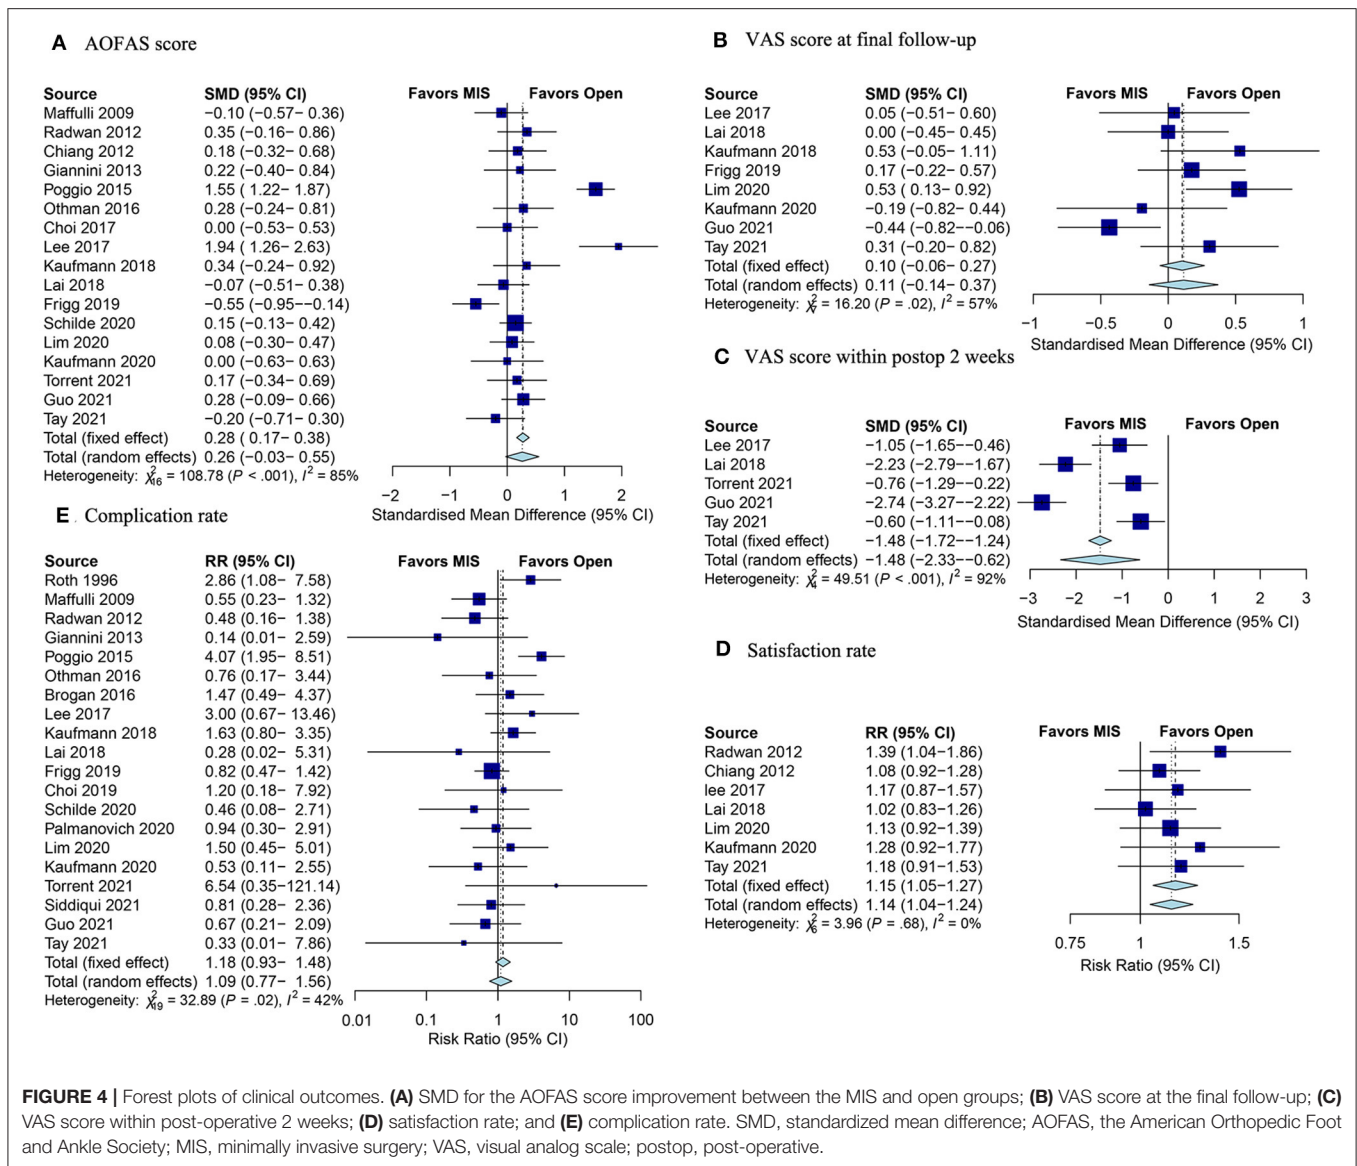 A AOFAS score
Source SMD (95% CI) Favors MIS Favors Open
Maffulli 2009 −0.10 (−0.57− 0.36)
Radwan 2012 0.35 (−0.16− 0.86)
Chiang 2012 0.18 (−0.32− 0.68)
Giannini 2013 0.22 (−0.40− 0.84)
Poggio 2015 1.55 ( 1.22− 1.87)
Othman 2016 0.28 (−0.24− 0.81)
Choi 2017 0.00 (−0.53− 0.53)
Lee 2017 1.94 ( 1.26− 2.63)
Kaufmann 2018 0.34 (−0.24− 0.92)
Lai 2018 −0.07 (−0.51− 0.38)
Frigg 2019 −0.55 (−0.95−−0.14)
Schilde 2020 0.15 (−0.13− 0.42)
Lim 2020 0.08 (−0.30− 0.47)
Kaufmann 2020 0.00 (−0.63− 0.63)
Torrent 2021 0.17 (−0.34− 0.69)
Guo 2021 0.28 (−0.09− 0.66)
Tay 2021 −0.20 (−0.71− 0.30)
Total (fixed effect) 0.28 ( 0.17− 0.38)
Total (random effects) 0.26 (−0.03− 0.55)
Heterogeneity: χ²₁₆ = 108.78 (P < .001), I² = 85%
−2 −1 0 1 2
Standardised Mean Difference (95% CI)
B VAS score at final follow-up
Source SMD (95% CI) Favors MIS Favors Open
Lee 2017 0.05 (−0.51− 0.60)
Lai 2018 0.00 (−0.45− 0.45)
Kaufmann 2018 0.53 (−0.05− 1.11)
Frigg 2019 0.17 (−0.22− 0.57)
Lim 2020 0.53 ( 0.13− 0.92)
Kaufmann 2020 −0.19 (−0.82− 0.44)
Guo 2021 −0.44 (−0.82−−0.06)
Tay 2021 0.31 (−0.20− 0.82)
Total (fixed effect) 0.10 (−0.06− 0.27)
Total (random effects) 0.11 (−0.14− 0.37)
Heterogeneity: χ²₇ = 16.20 (P = .02), I² = 57%
−1 −0.5 0 0.5 1
Standardised Mean Difference (95% CI)
C VAS score within postop 2 weeks
Source SMD (95% CI) Favors MIS Favors Open
Lee 2017 −1.05 (−1.65−−0.46)
Lai 2018 −2.23 (−2.79−−1.67)
Torrent 2021 −0.76 (−1.29−−0.22)
Guo 2021 −2.74 (−3.27−−2.22)
Tay 2021 −0.60 (−1.11−−0.08)
Total (fixed effect) −1.48 (−1.72−−1.24)
Total (random effects) −1.48 (−2.33−−0.62)
Heterogeneity: χ²₄ = 49.51 (P < .001), I² = 92%
−3 −2 −1 0 1 2 3
Standardised Mean Difference (95% CI)
D Satisfaction rate
Source RR (95% CI) Favors MIS Favors Open
Radwan 2012 1.39 (1.04−1.86)
Chiang 2012 1.08 (0.92−1.28)
lee 2017 1.17 (0.87−1.57)
Lai 2018 1.02 (0.83−1.26)
Lim 2020 1.13 (0.92−1.39)
Kaufmann 2020 1.28 (0.92−1.77)
Tay 2021 1.18 (0.91−1.53)
Total (fixed effect) 1.15 (1.05−1.27)
Total (random effects) 1.14 (1.04−1.24)
Heterogeneity: χ²₆ = 3.96 (P = .68), I² = 0%
0.75 1 1.5
Risk Ratio (95% CI)
E . Complication rate
Source RR (95% CI) Favors MIS Favors Open
Roth 1996 2.86 (1.08− 7.58)
Maffulli 2009 0.55 (0.23− 1.32)
Radwan 2012 0.48 (0.16− 1.38)
Giannini 2013 0.14 (0.01− 2.59)
Poggio 2015 4.07 (1.95− 8.51)
Othman 2016 0.76 (0.17− 3.44)
Brogan 2016 1.47 (0.49− 4.37)
Lee 2017 3.00 (0.67− 13.46)
Kaufmann 2018 1.63 (0.80− 3.35)
Lai 2018 0.28 (0.02− 5.31)
Frigg 2019 0.82 (0.47− 1.42)
Choi 2019 1.20 (0.18− 7.92)
Schilde 2020 0.46 (0.08− 2.71)
Palmanovich 2020 0.94 (0.30− 2.91)
Lim 2020 1.50 (0.45− 5.01)
Kaufmann 2020 0.53 (0.11− 2.55)
Torrent 2021 6.54 (0.35−121.14)
Siddiqui 2021 0.81 (0.28− 2.36)
Guo 2021 0.67 (0.21− 2.09)
Tay 2021 0.33 (0.01− 7.86)
Total (fixed effect) 1.18 (0.93− 1.48)
Total (random effects) 1.09 (0.77− 1.56)
Heterogeneity: χ²₁₉ = 32.89 (P = .02), I² = 42%
0.01 0.1 1 10 100
Risk Ratio (95% CI)
FIGURE 4 | Forest plots of clinical outcomes. (A) SMD for the AOFAS score improvement between the MIS and open groups; (B) VAS score at the final follow-up; (C)
VAS score within post-operative 2 weeks; (D) satisfaction rate; and (E) complication rate. SMD, standardized mean difference; AOFAS, the American Orthopedic Foot
and Ankle Society; MIS, minimally invasive surgery; VAS, visual analog scale; postop, post-operative.